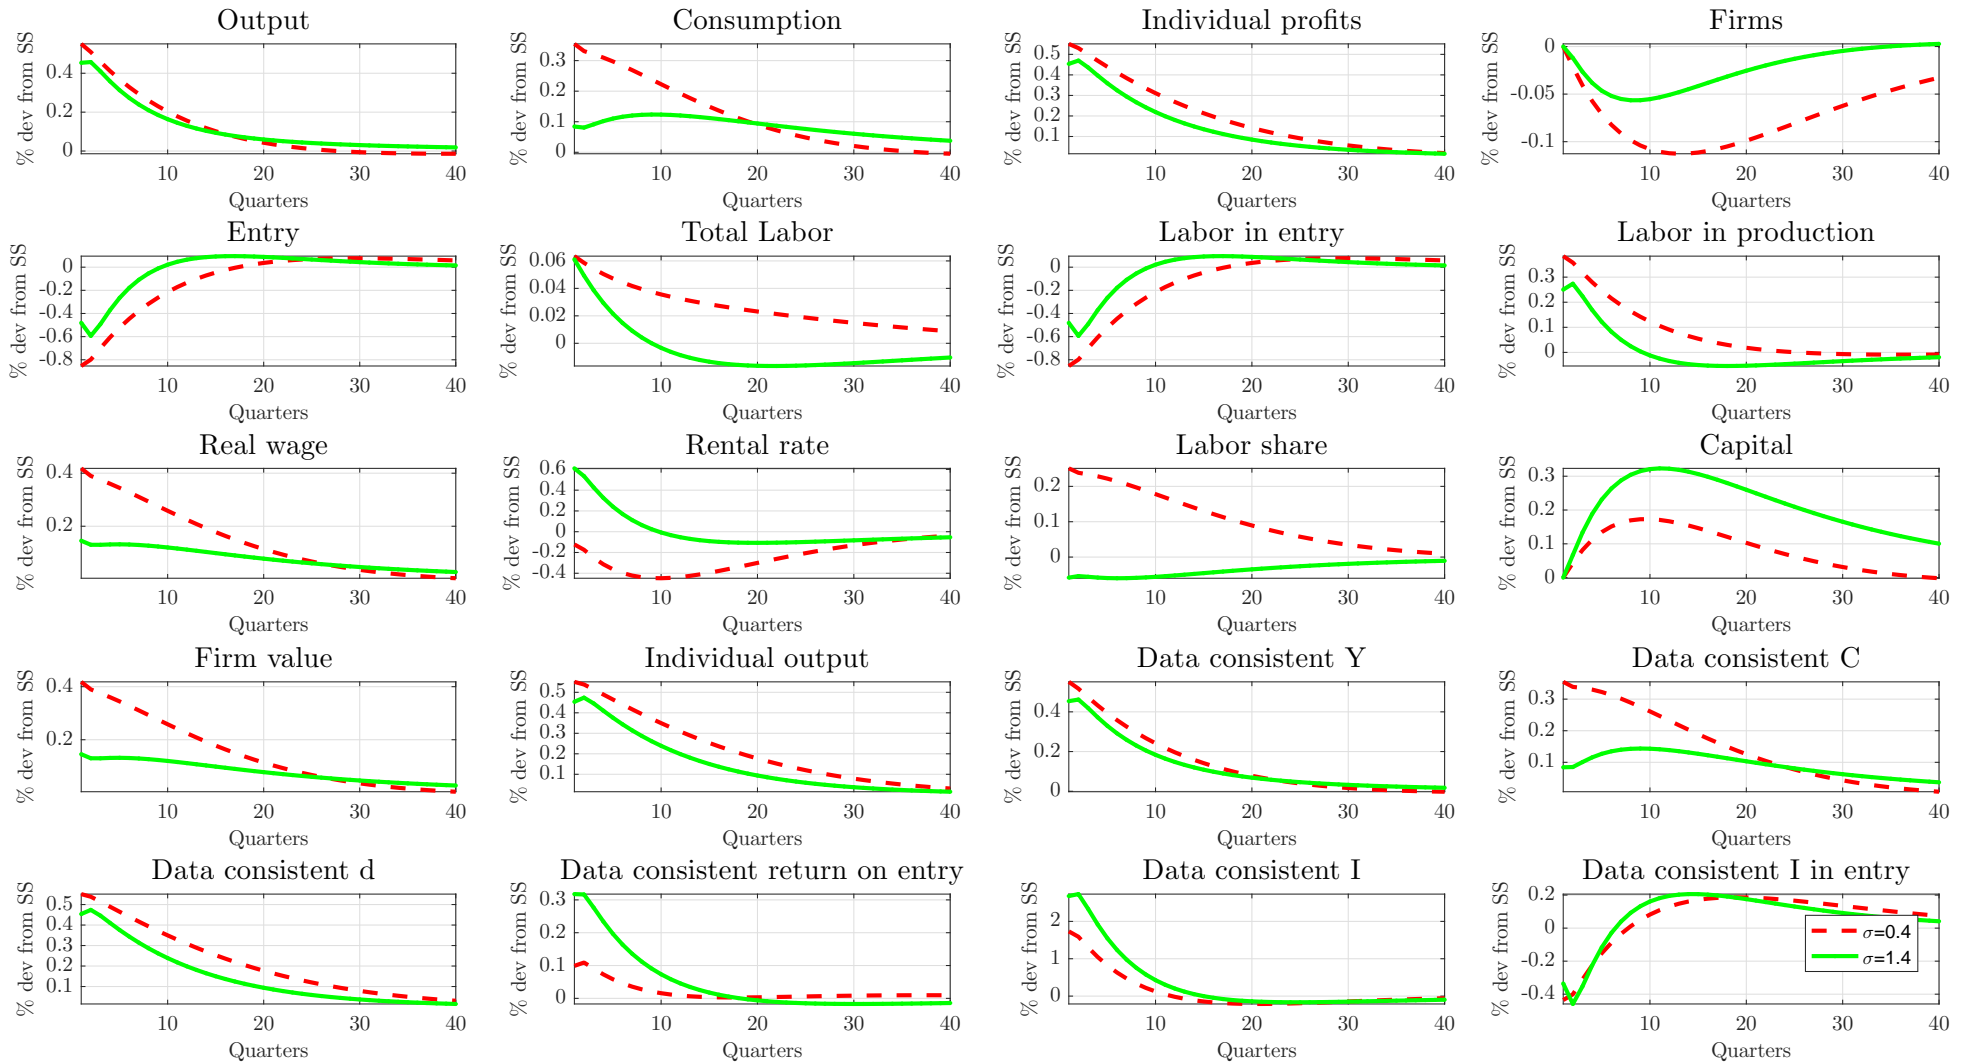 Output
% dev from SS
0.4
0.2
0
10 20 30 40
Quarters
Consumption
% dev from SS
0.3
0.2
0.1
0
10 20 30 40
Quarters
Individual profits
% dev from SS
0.5
0.4
0.3
0.2
0.1
10 20 30 40
Quarters
Firms
% dev from SS
0
-0.05
-0.1
10 20 30 40
Quarters
Entry
% dev from SS
0
-0.2
-0.4
-0.6
-0.8
10 20 30 40
Quarters
Total Labor
% dev from SS
0.06
0.04
0.02
0
10 20 30 40
Quarters
Labor in entry
% dev from SS
0
-0.2
-0.4
-0.6
-0.8
10 20 30 40
Quarters
Labor in production
% dev from SS
0.3
0.2
0.1
0
10 20 30 40
Quarters
Real wage
% dev from SS
0.4
0.2
10 20 30 40
Quarters
Rental rate
% dev from SS
0.6
0.4
0.2
0
-0.2
-0.4
10 20 30 40
Quarters
Labor share
% dev from SS
0.2
0.1
0
10 20 30 40
Quarters
Capital
% dev from SS
0.3
0.2
0.1
0
10 20 30 40
Quarters
Firm value
% dev from SS
0.4
0.2
10 20 30 40
Quarters
Individual output
% dev from SS
0.5
0.4
0.3
0.2
0.1
10 20 30 40
Quarters
Data consistent Y
% dev from SS
0.4
0.2
0
10 20 30 40
Quarters
Data consistent C
% dev from SS
0.3
0.2
0.1
10 20 30 40
Quarters
Data consistent d
% dev from SS
0.5
0.4
0.3
0.2
0.1
10 20 30 40
Quarters
Data consistent return on entry
% dev from SS
0.3
0.2
0.1
0
10 20 30 40
Quarters
Data consistent I
% dev from SS
2
1
0
10 20 30 40
Quarters
Data consistent I in entry
% dev from SS
0.2
0
-0.2
-0.4
10 20 30 40
Quarters
σ=0.4
σ=1.4